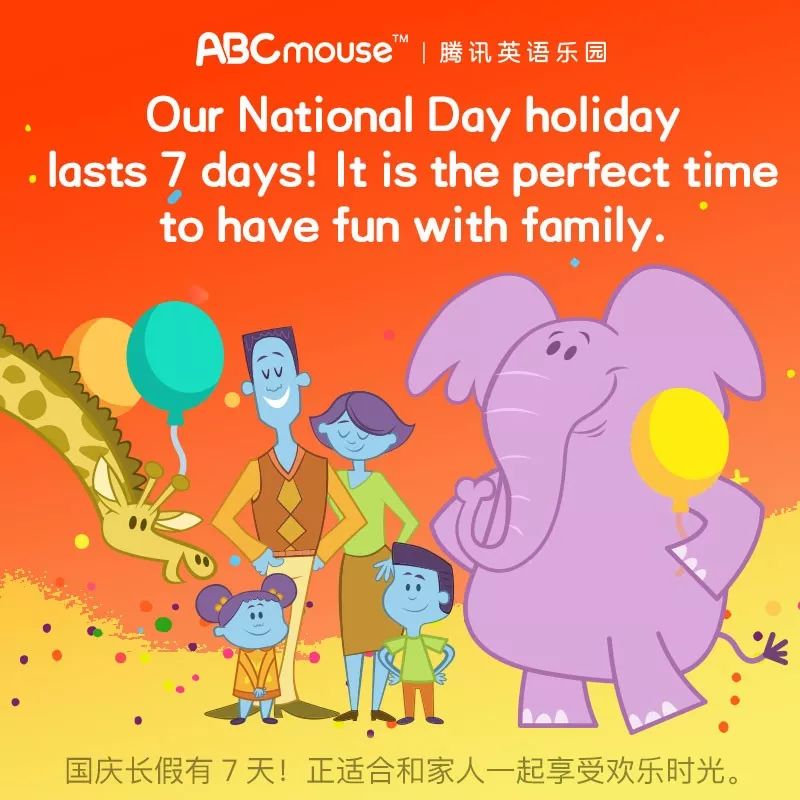 ABCmouse™ | 腾讯英语乐园
Our National Day holiday
lasts 7 days! It is the perfect time
to have fun with family.
国庆长假有 7 天！正适合和家人一起享受欢乐时光。